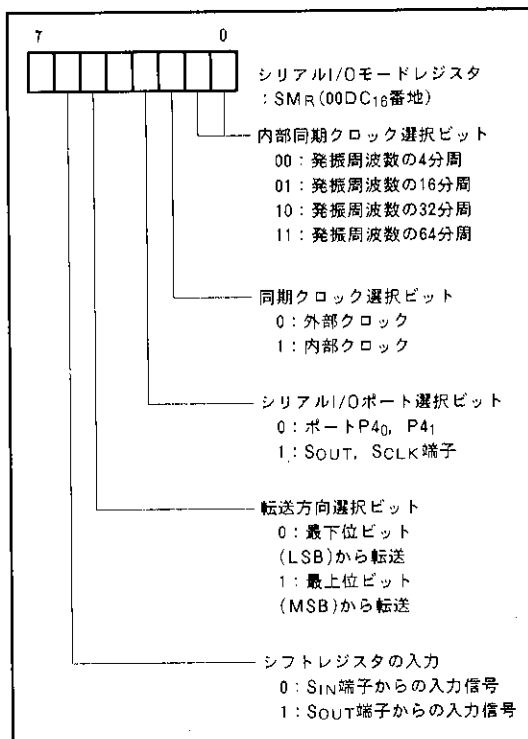 7 0
シリアルI/Oモードレジスタ
:SMR(00DC16番地)
内部同期クロック選択ビット
00:発振周波数の4分周
01:発振周波数の16分周
10:発振周波数の32分周
11:発振周波数の64分周
同期クロック選択ビット
0:外部クロック
1:内部クロック
シリアルI/Oポート選択ビット
0:ポートP40, P41
1:SOUT, SCLK端子
転送方向選択ビット
0:最下位ビット
(LSB)から転送
1:最上位ビット
(MSB)から転送
シフトレジスタの入力
0:SIN端子からの入力信号
1:SOUT端子からの入力信号